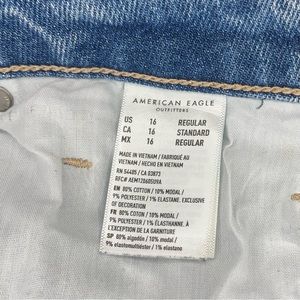 AMERICAN EAGLE
OUTFITTERS
US 16 REGULAR
CA 16 STANDARD
MX 16 REGULAR
MADE IN VIETNAM / FABRIQUÉ AU
VIETNAM / HECHO EN VIETNAM
RN 54485 / CA 03873
EN 80% COTTON / 10% MODAL /
9% POLYESTER / 1% ELASTANE. EXCLUSIVE
OF DECORATION
FR 80% COTON / 10% MODAL /
9% POLYESTER / 1% ÉLASTHANNE. À
L'EXCEPTION DE LA GARNITURE
SP 80% algodón / 10% modal /
9% elastomultiéster / 1% elastano